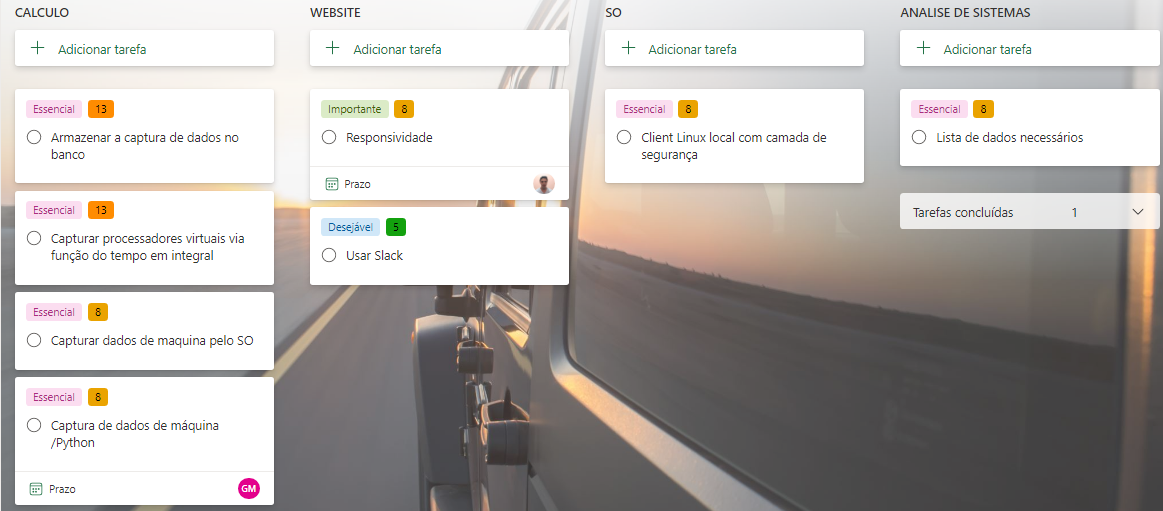 CALCULO
Adicionar tarefa
Essencial 13
Armazenar a captura de dados no
banco
Essencial 13
Capturar processadores virtuais via
função do tempo em integral
Essencial 8
Capturar dados de maquina pelo SO
Essencial 8
Captura de dados de máquina
/Python
Prazo GM
WEBSITE
Adicionar tarefa
Importante 8
Responsividade
Prazo
Desejável 5
Usar Slack
SO
Adicionar tarefa
Essencial 8
Client Linux local com camada de
segurança
ANALISE DE SISTEMAS
Adicionar tarefa
Essencial 8
Lista de dados necessários
Tarefas concluídas 1